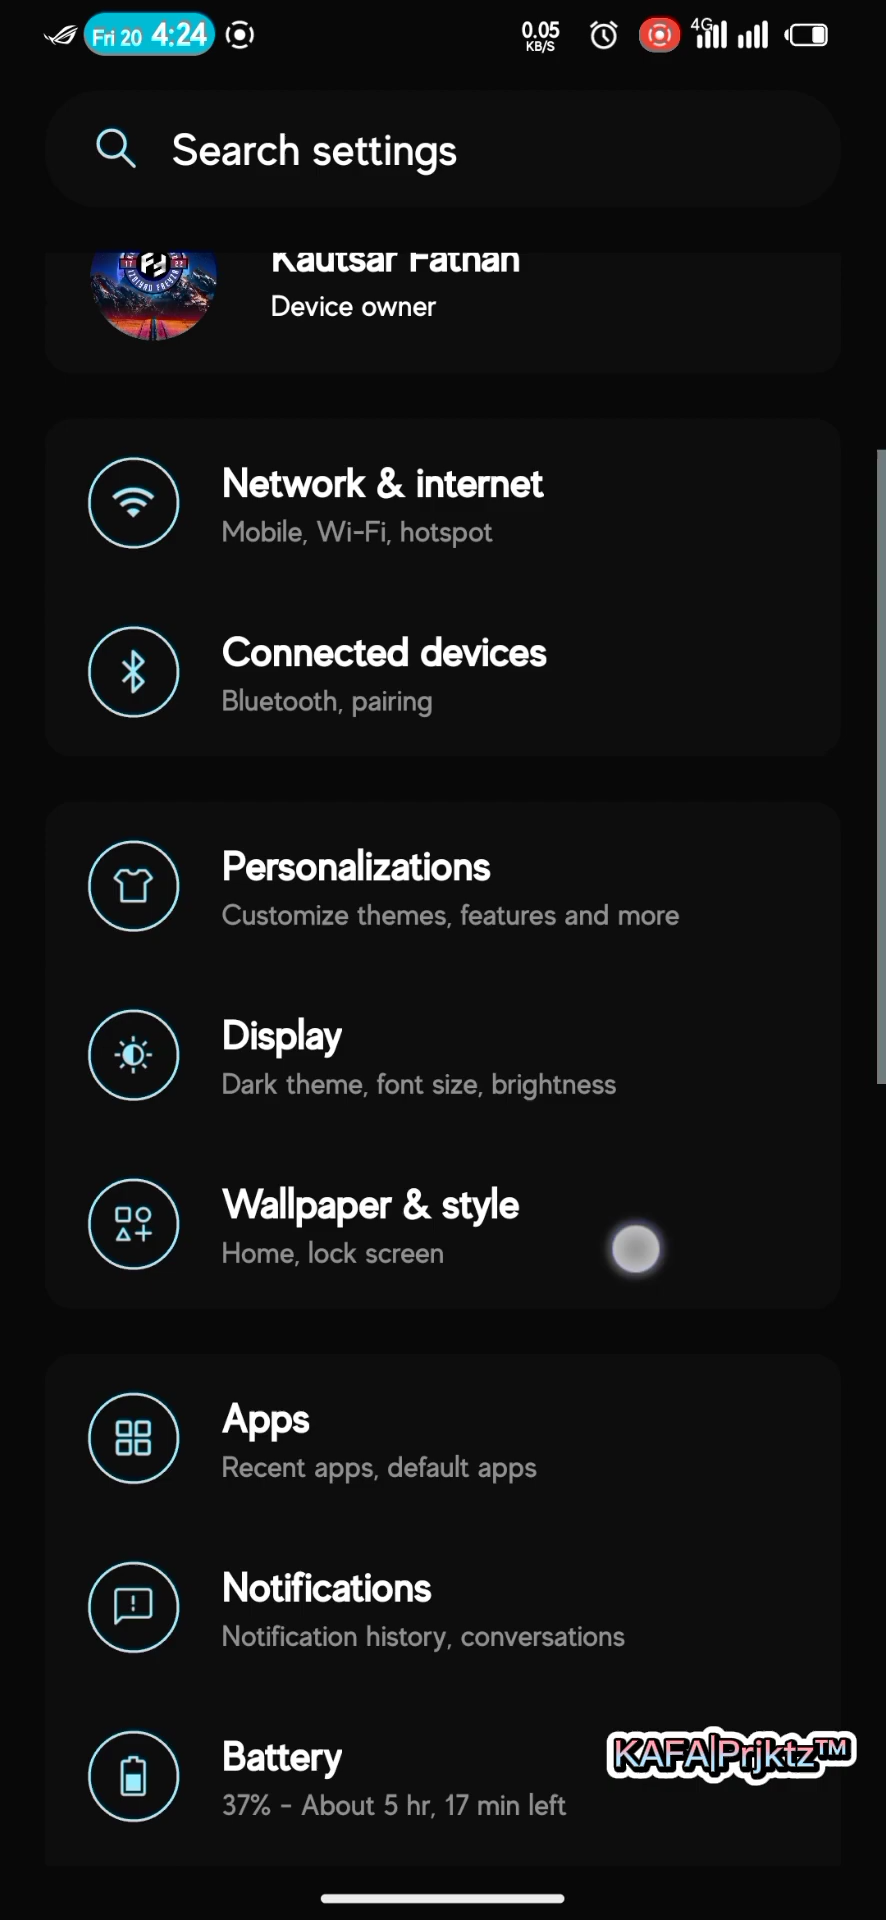 Fri 20 4:24
0.05
KB/S
4G
Search settings
Kautsar Fathan
Device owner
Network & internet
Mobile, Wi-Fi, hotspot
Connected devices
Bluetooth, pairing
Personalizations
Customize themes, features and more
Display
Dark theme, font size, brightness
Wallpaper & style
Home, lock screen
Apps
Recent apps, default apps
Notifications
Notification history, conversations
Battery
37% - About 5 hr, 17 min left
KAFA|Prjktz™